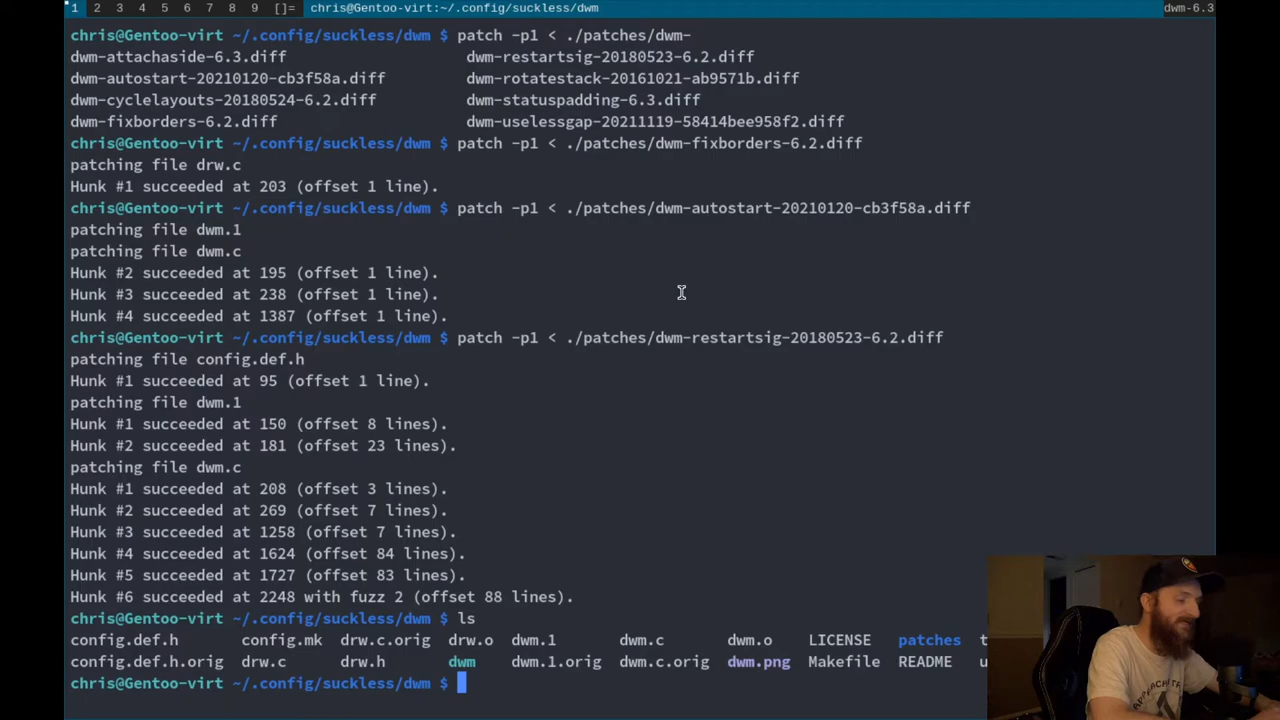 1 2 3 4 5 6 7 8 9 []= chris@Gentoo-virt:~/.config/suckless/dwm dwm-6.3
chris@Gentoo-virt ~/.config/suckless/dwm $ patch -p1 < ./patches/dwm-
dwm-attachaside-6.3.diff dwm-restartsig-20180523-6.2.diff
dwm-autostart-20210120-cb3f58a.diff dwm-rotatestack-20161021-ab9571b.diff
dwm-cyclelayouts-20180524-6.2.diff dwm-statuspadding-6.3.diff
dwm-fixborders-6.2.diff dwm-uselessgap-20211119-58414bee958f2.diff
chris@Gentoo-virt ~/.config/suckless/dwm $ patch -p1 < ./patches/dwm-fixborders-6.2.diff
patching file drw.c
Hunk #1 succeeded at 203 (offset 1 line).
chris@Gentoo-virt ~/.config/suckless/dwm $ patch -p1 < ./patches/dwm-autostart-20210120-cb3f58a.diff
patching file dwm.1
patching file dwm.c
Hunk #2 succeeded at 195 (offset 1 line).
Hunk #3 succeeded at 238 (offset 1 line).
Hunk #4 succeeded at 1387 (offset 1 line).
chris@Gentoo-virt ~/.config/suckless/dwm $ patch -p1 < ./patches/dwm-restartsig-20180523-6.2.diff
patching file config.def.h
Hunk #1 succeeded at 95 (offset 1 line).
patching file dwm.1
Hunk #1 succeeded at 150 (offset 8 lines).
Hunk #2 succeeded at 181 (offset 23 lines).
patching file dwm.c
Hunk #1 succeeded at 208 (offset 3 lines).
Hunk #2 succeeded at 269 (offset 7 lines).
Hunk #3 succeeded at 1258 (offset 7 lines).
Hunk #4 succeeded at 1624 (offset 84 lines).
Hunk #5 succeeded at 1727 (offset 83 lines).
Hunk #6 succeeded at 2248 with fuzz 2 (offset 88 lines).
chris@Gentoo-virt ~/.config/suckless/dwm $ ls
config.def.h config.mk drw.c.orig drw.o dwm.1 dwm.c dwm.o LICENSE patches t
config.def.h.orig drw.c drw.h dwm dwm.1.orig dwm.c.orig dwm.png Makefile README u
chris@Gentoo-virt ~/.config/suckless/dwm $